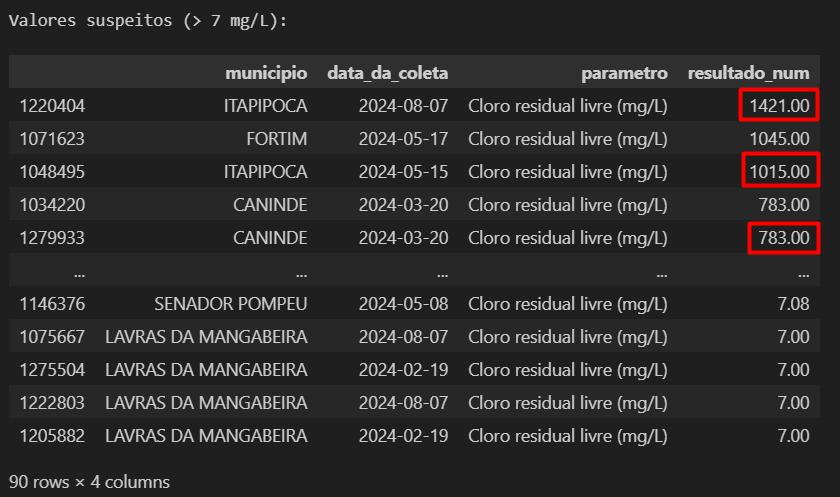 Valores suspeitos (> 7 mg/L):
municipio data_da_coleta parametro resultado_num
1220404 ITAPIPOCA 2024-08-07 Cloro residual livre (mg/L) 1421.00
1071623 FORTIM 2024-05-17 Cloro residual livre (mg/L) 1045.00
1048495 ITAPIPOCA 2024-05-15 Cloro residual livre (mg/L) 1015.00
1034220 CANINDE 2024-03-20 Cloro residual livre (mg/L) 783.00
1279933 CANINDE 2024-03-20 Cloro residual livre (mg/L) 783.00
... ... ... ... ...
1146376 SENADOR POMPEU 2024-05-08 Cloro residual livre (mg/L) 7.08
1075667 LAVRAS DA MANGABEIRA 2024-08-07 Cloro residual livre (mg/L) 7.00
1275504 LAVRAS DA MANGABEIRA 2024-02-19 Cloro residual livre (mg/L) 7.00
1222803 LAVRAS DA MANGABEIRA 2024-08-07 Cloro residual livre (mg/L) 7.00
1205882 LAVRAS DA MANGABEIRA 2024-02-19 Cloro residual livre (mg/L) 7.00
90 rows × 4 columns